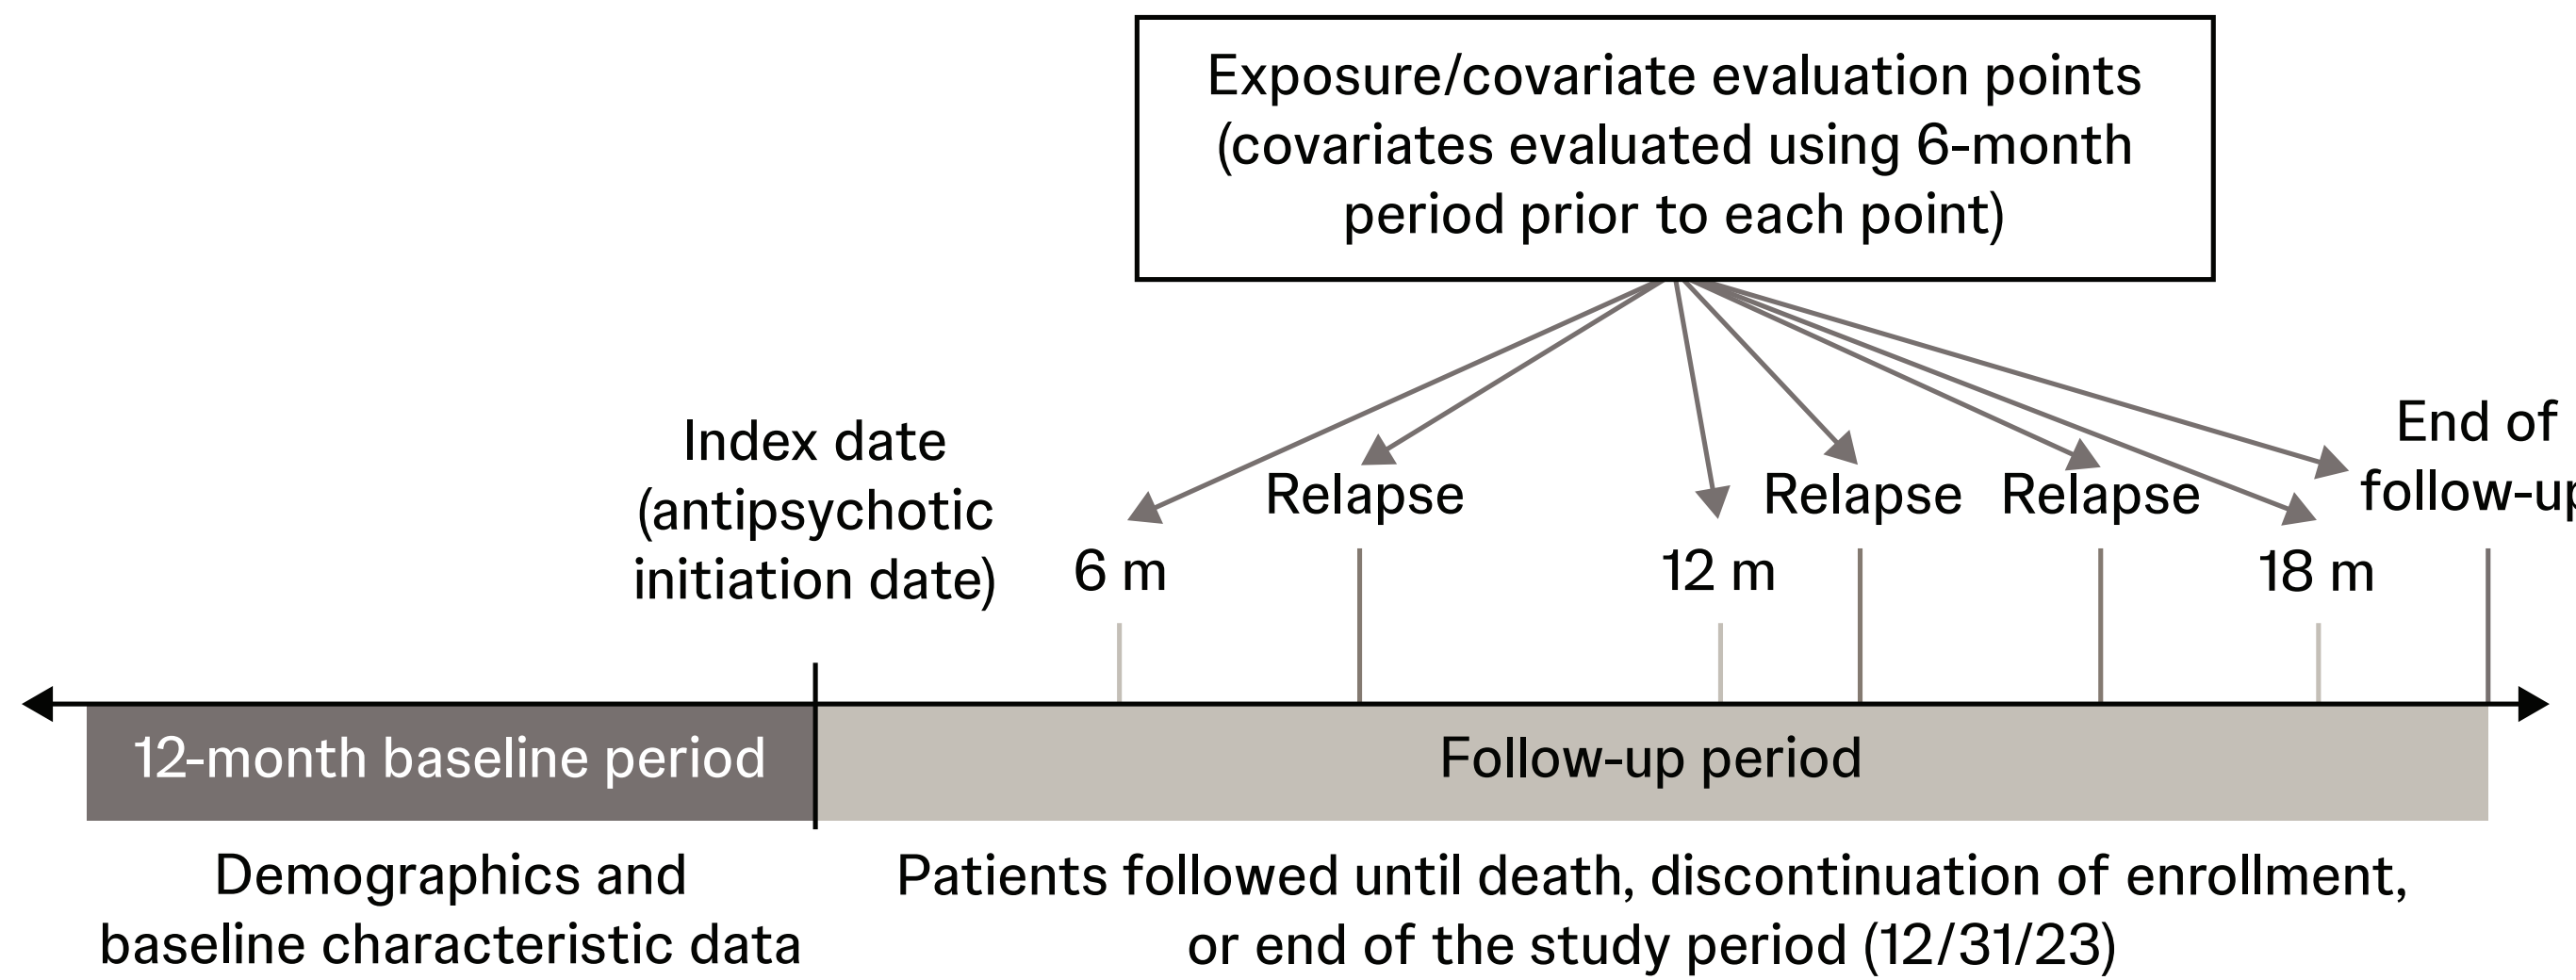 Exposure/covariate evaluation points
(covariates evaluated using 6-month
period prior to each point)
Index date
(antipsychotic
initiation date)
6 m
Relapse
12 m
Relapse
Relapse
18 m
End of
follow-up
12-month baseline period
Follow-up period
Demographics and
baseline characteristic data
Patients followed until death, discontinuation of enrollment,
or end of the study period (12/31/23)